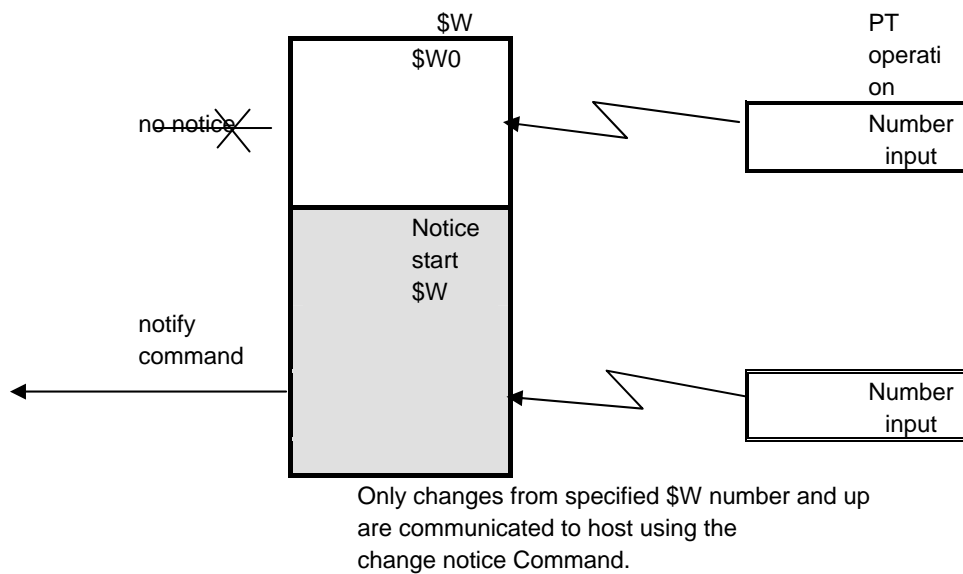 $W
$W0
PT
operati
on
no notice
Number
input
Notice
start
$W
notify
command
Number
input
Only changes from specified $W number and up
are communicated to host using the
change notice Command.